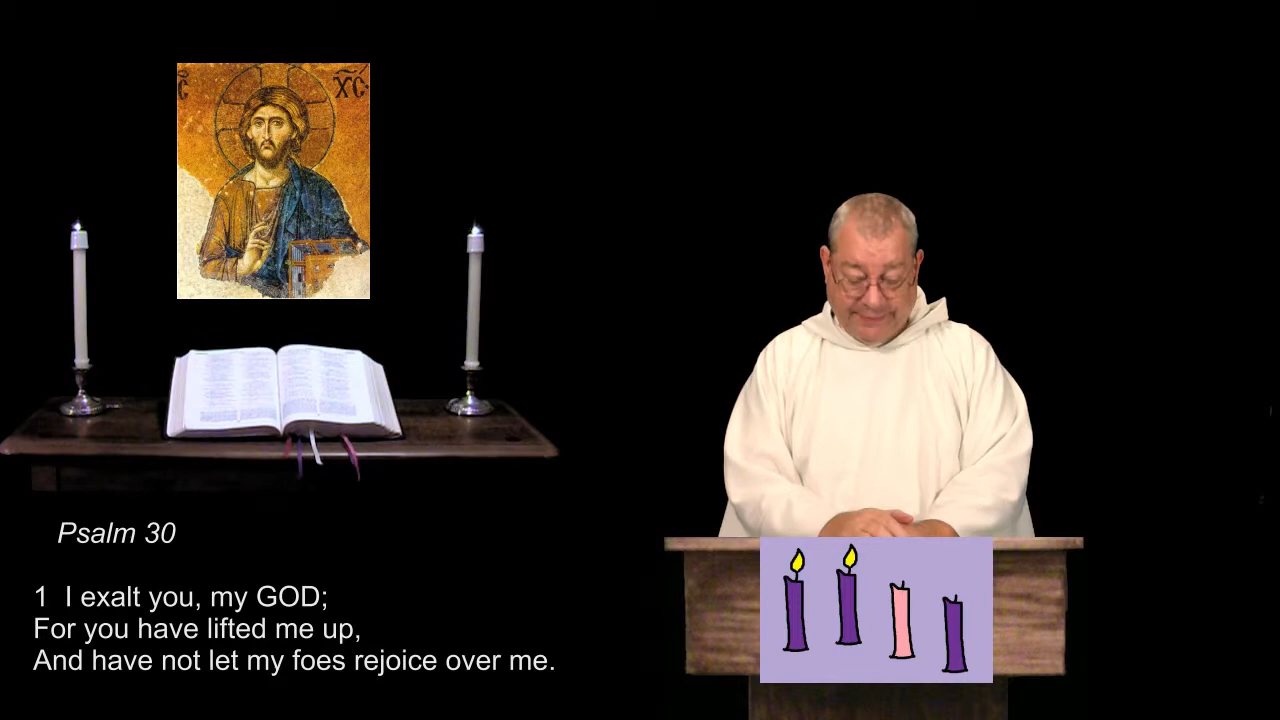 XC
Psalm 30
1 I exalt you, my GOD;
For you have lifted me up,
And have not let my foes rejoice over me.